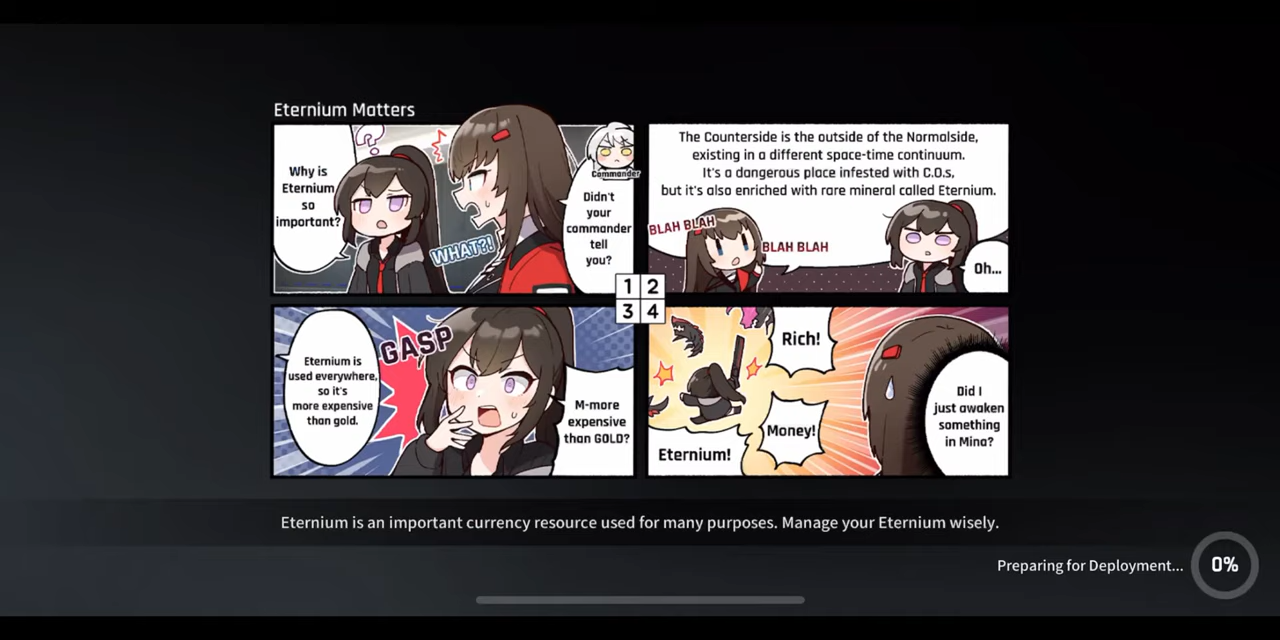 Eternium Matters
Why is
Eternium
so
important?
WHAT?!
Commander
Didn't
your
commander
tell
you?
The Counterside is the outside of the Normalside,
existing in a different space-time continuum.
It's a dangerous place infested with C.O.s,
but it's also enriched with rare mineral called Eternium.
BLAH BLAH
BLAH BLAH
Oh...
1 2
3 4
Eternium is
used everywhere,
so it's
more expensive
than gold.
GASP
M-more
expensive
than GOLD?
Rich!
Money!
Eternium!
Did I
just awaken
something
in Mina?
Eternium is an important currency resource used for many purposes. Manage your Eternium wisely.
Preparing for Deployment...
0%